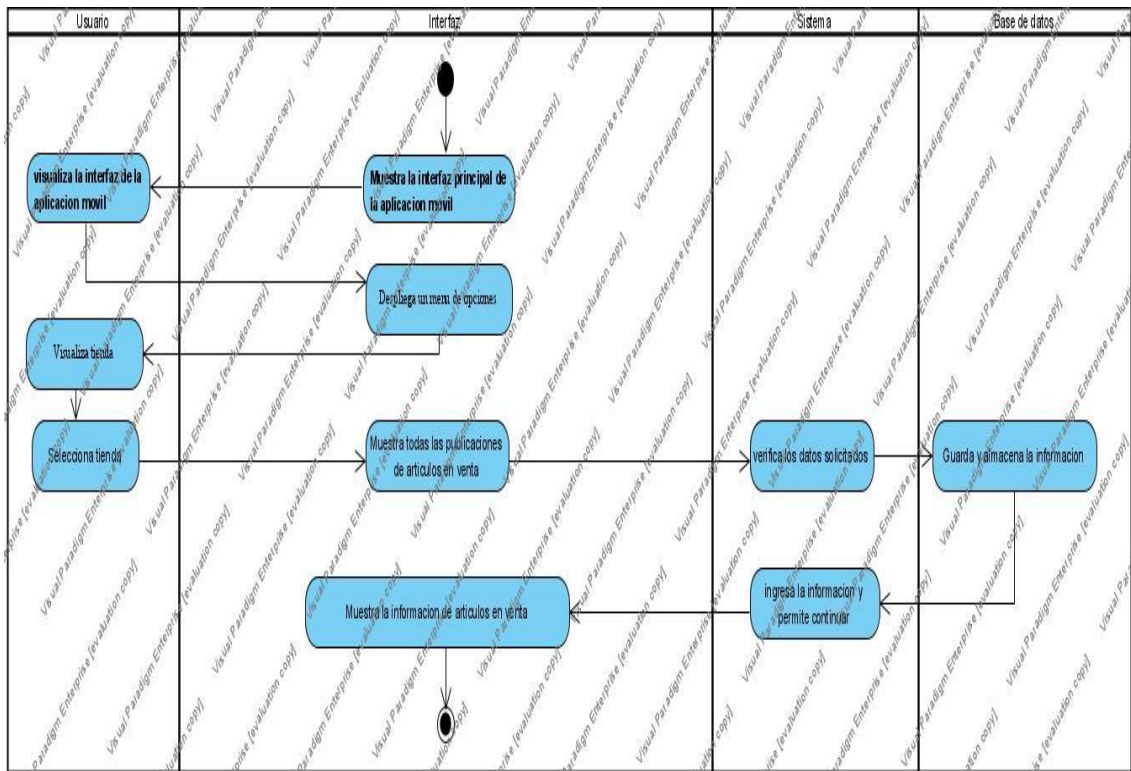 Usuario
Interfaz
Sistema
Base de datos
visualiza la interfaz de la
aplicacion movil
Muestra la interfaz principal de
la aplicacion movil
Despliega un menu de opciones
Visualiza tienda
Selecciona tienda
Muestra todas las publicaciones
de articulos en venta
verifica los datos solicitados
Guarda y almacena la informacion
ingresa la informacion y
permite continuar
Muestra la informacion de articulos en venta
Visual Paradigm Enterprise [evaluation copy]